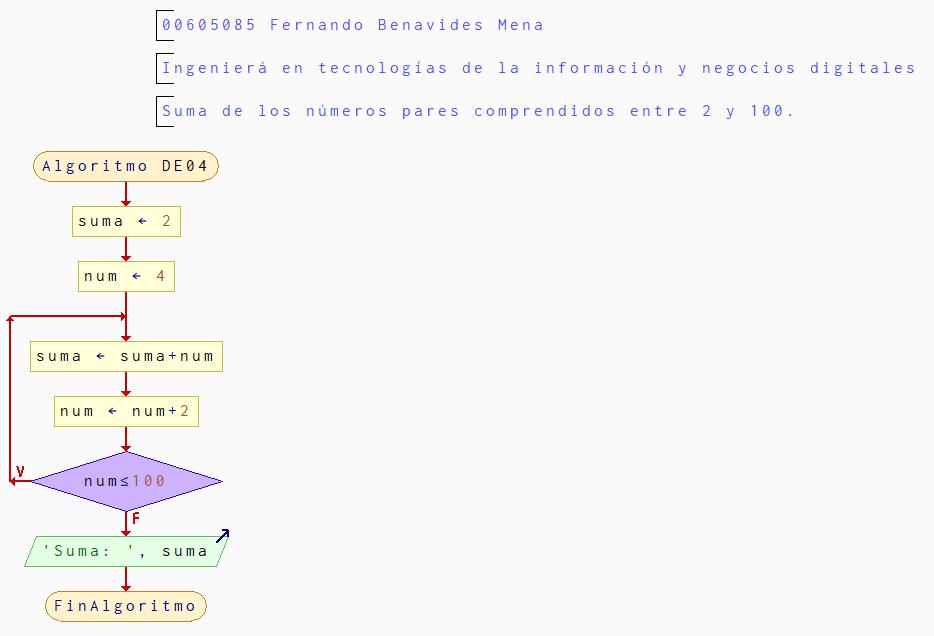 00605085 Fernando Benavides Mena
Ingenierá en tecnologías de la información y negocios digitales
Suma de los números pares comprendidos entre 2 y 100.
Algoritmo DE04
suma ← 2
num ← 4
suma ← suma+num
num ← num+2
V
num≤100
F
'Suma: ', suma
FinAlgoritmo